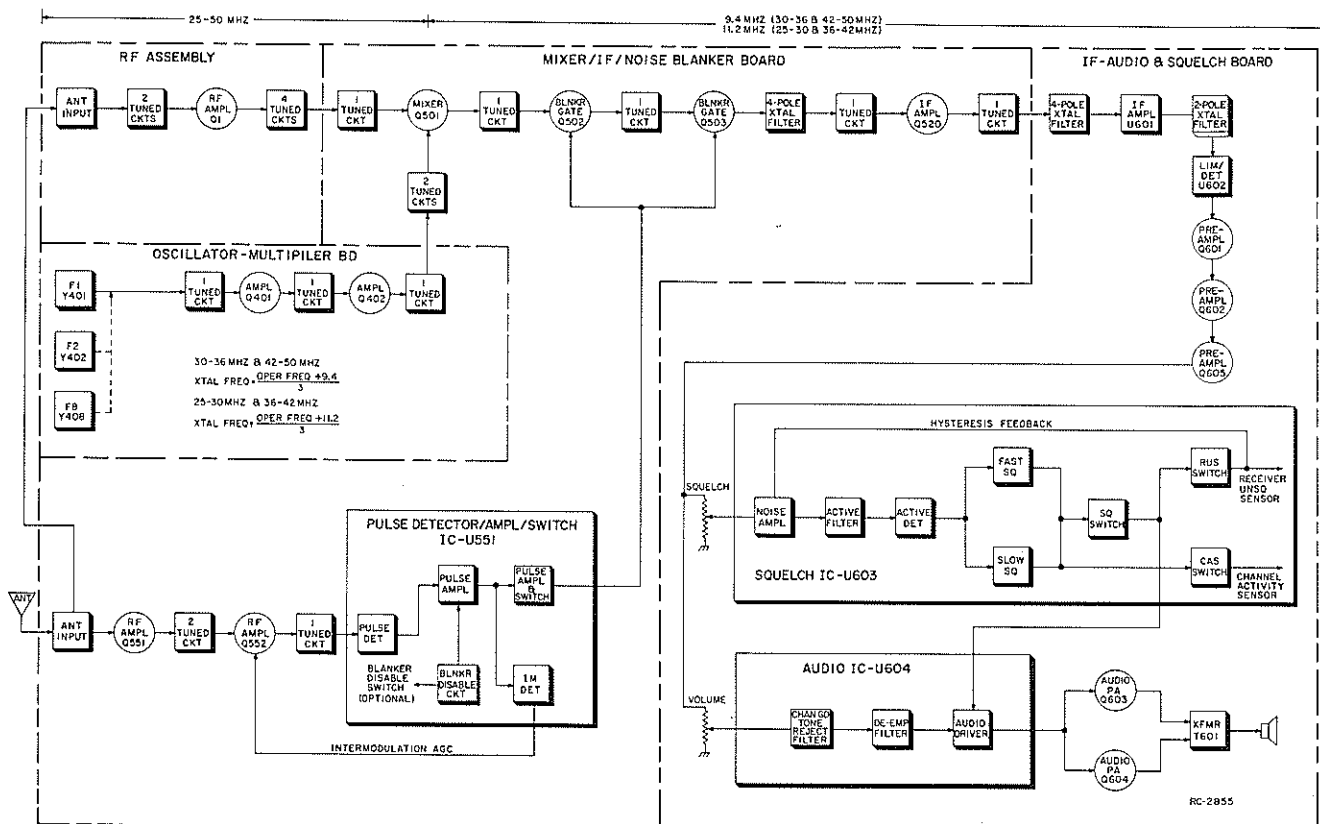 25-50 MHZ
9.4 MHZ (30-36 & 42-50MHZ)
11.2 MHZ (25-30 & 36-42MHZ)
RF ASSEMBLY
MIXER/IF/NOISE BLANKER BOARD
IF-AUDIO & SQUELCH BOARD
ANT INPUT
2 TUNED CKTS
RF AMPL Q1
4 TUNED CKTS
1 TUNED CKT
MIXER Q501
1 TUNED CKT
BLNKR GATE Q502
1 TUNED CKT
BLNKR GATE Q503
4-POLE XTAL FILTER
1 TUNED CKT
IF AMPL Q520
1 TUNED CKT
4-POLE XTAL FILTER
IF AMPL U601
2-POLE XTAL FILTER
LIM/DET U602
PRE-AMPL Q601
PRE-AMPL Q602
PRE-AMPL Q605
2 TUNED CKTS
OSCILLATOR-MULTIPILER BD
F1 Y401
1 TUNED CKT
AMPL Q401
1 TUNED CKT
AMPL Q402
1 TUNED CKT
F2 Y402
F8 Y408
30-36 MHZ & 42-50 MHZ
XTAL FREQ = OPER FREQ +9.4
3
25-30MHZ & 36-42MHZ
XTAL FREQ = OPER FREQ +11.2
3
HYSTERESIS FEEDBACK
SQUELCH
NOISE AMPL
ACTIVE FILTER
ACTIVE DET
FAST SQ
SLOW SQ
SQ SWITCH
RUS SWITCH
RECEIVER UNSQ SENSOR
CAS SWITCH
CHANNEL ACTIVITY SENSOR
SQUELCH IC-U603
PULSE DETECTOR/AMPL/SWITCH
IC-U551
ANT
ANT INPUT
RF AMPL Q551
2 TUNED CKT
RF AMPL Q552
1 TUNED CKT
PULSE DET
PULSE AMPL
PULSE AMPL & SWITCH
BLANKER DISABLE SWITCH (OPTIONAL)
BLNKR DISABLE CKT
IM DET
INTERMODULATION AGC
AUDIO IC-U604
VOLUME
CHAN GD TONE REJECT FILTER
DE-EMP FILTER
AUDIO DRIVER
AUDIO PA Q603
AUDIO PA Q604
XFMR T601
RC-2855